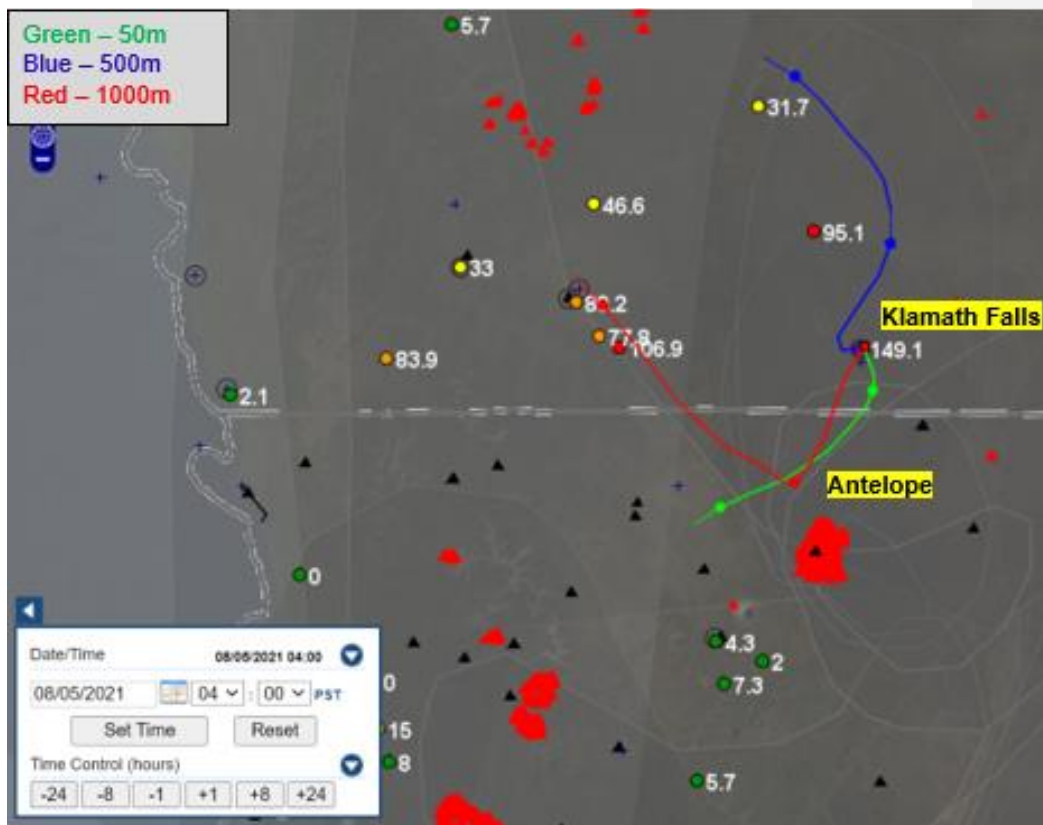 Green – 50m
Blue – 500m
Red – 1000m
5.7
31.7
46.6
95.1
33
77.8
106.9
83.9
Klamath Falls
149.1
2.1
Antelope
0
4.3
2
7.3
5.7
0
15
8
Date/Time 08/05/2021 04:00
08/05/2021 04 : 00 PST
Set Time Reset
Time Control (hours)
-24 -8 -1 +1 +8 +24